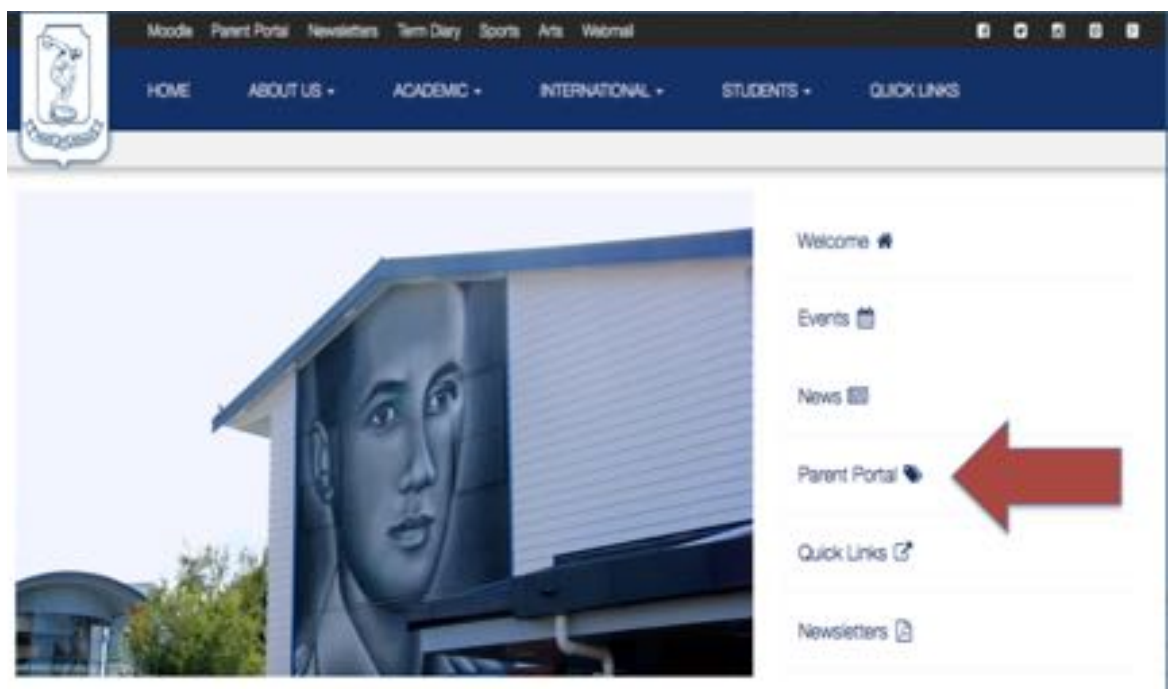 Moodle Parent Portal Newsletters Term Diary Sports Arts Webmail
HOME ABOUT US ACADEMIC INTERNATIONAL STUDENTS QUICK LINKS
Welcome
Events
News
Parent Portal
Quick Links
Newsletters